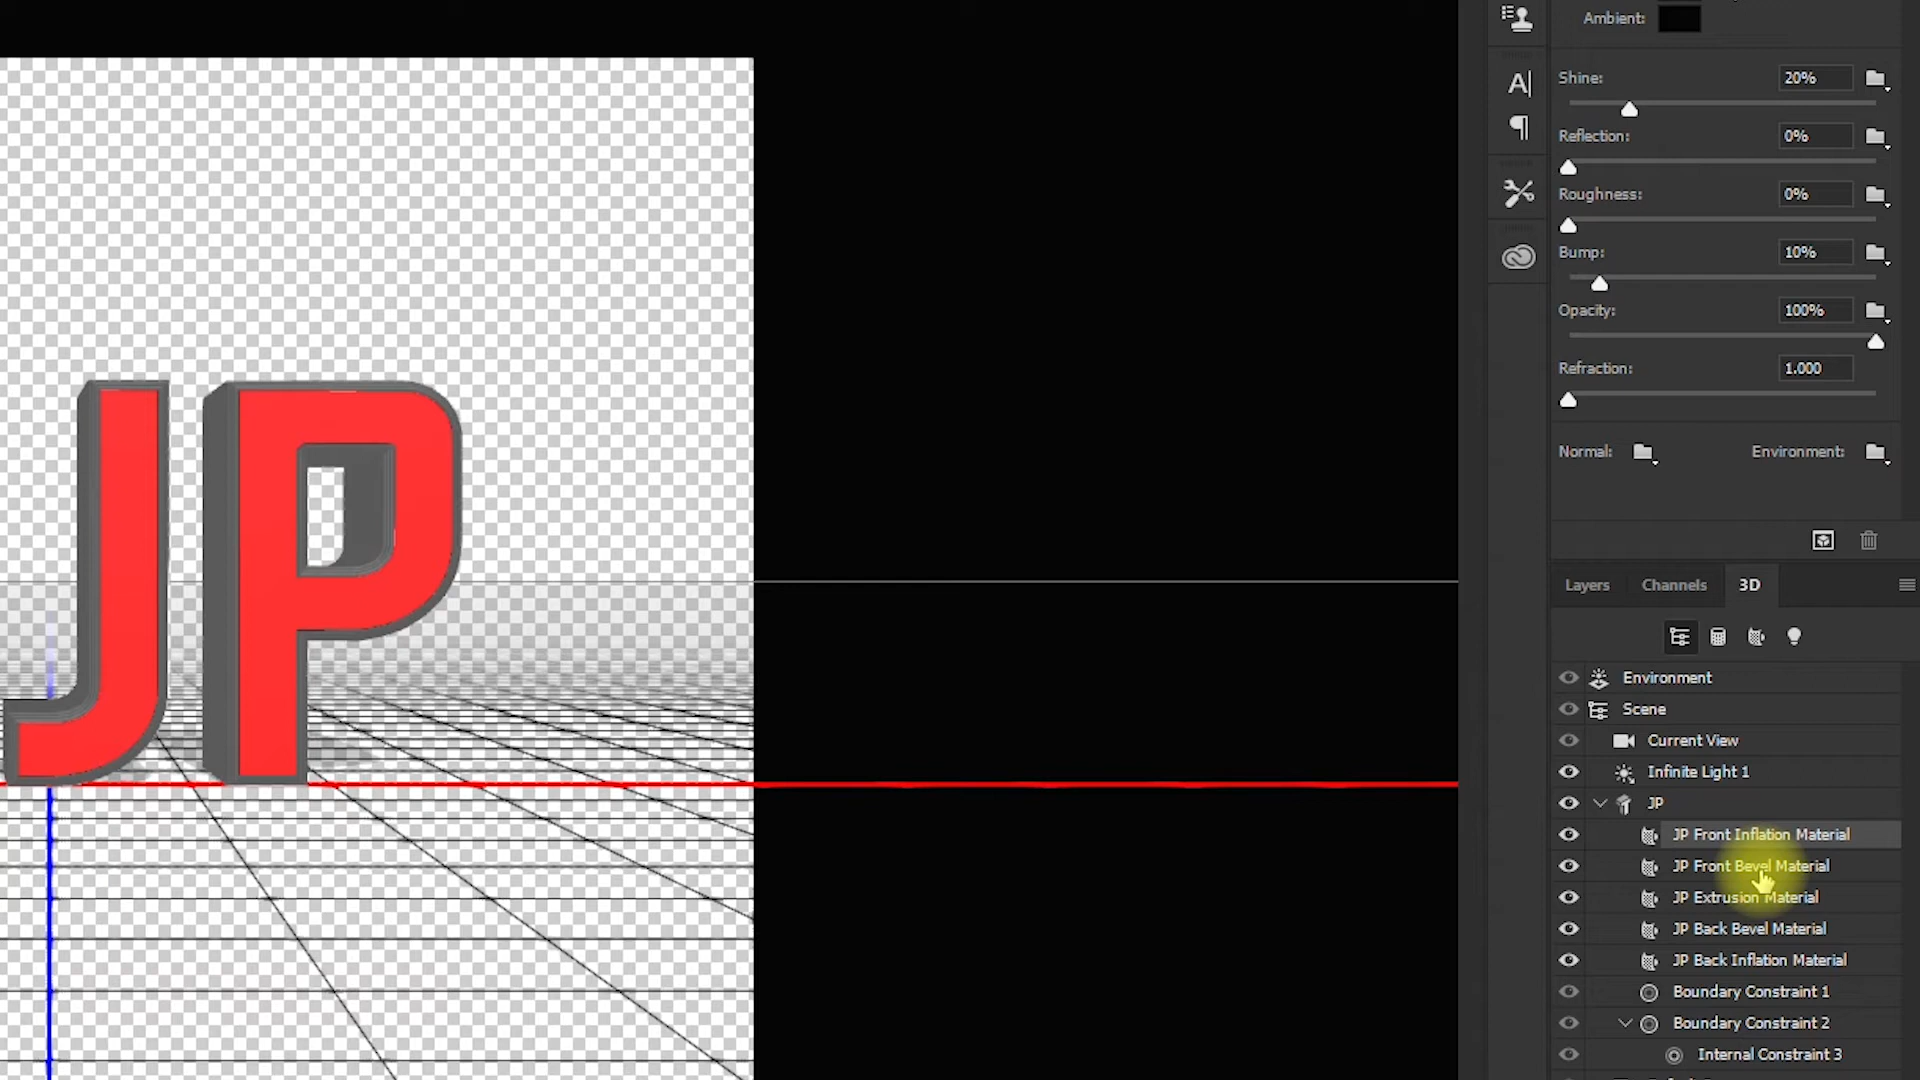 Ambient:
Shine: 20%
Reflection: 0%
Roughness: 0%
Bump: 10%
Opacity: 100%
Refraction: 1.000
Normal: Environment:
Layers Channels 3D
Environment
Scene
Current View
Infinite Light 1
JP
JP Front Inflation Material
JP Front Bevel Material
JP Extrusion Material
JP Back Bevel Material
JP Back Inflation Material
Boundary Constraint 1
Boundary Constraint 2
Internal Constraint 3
JP